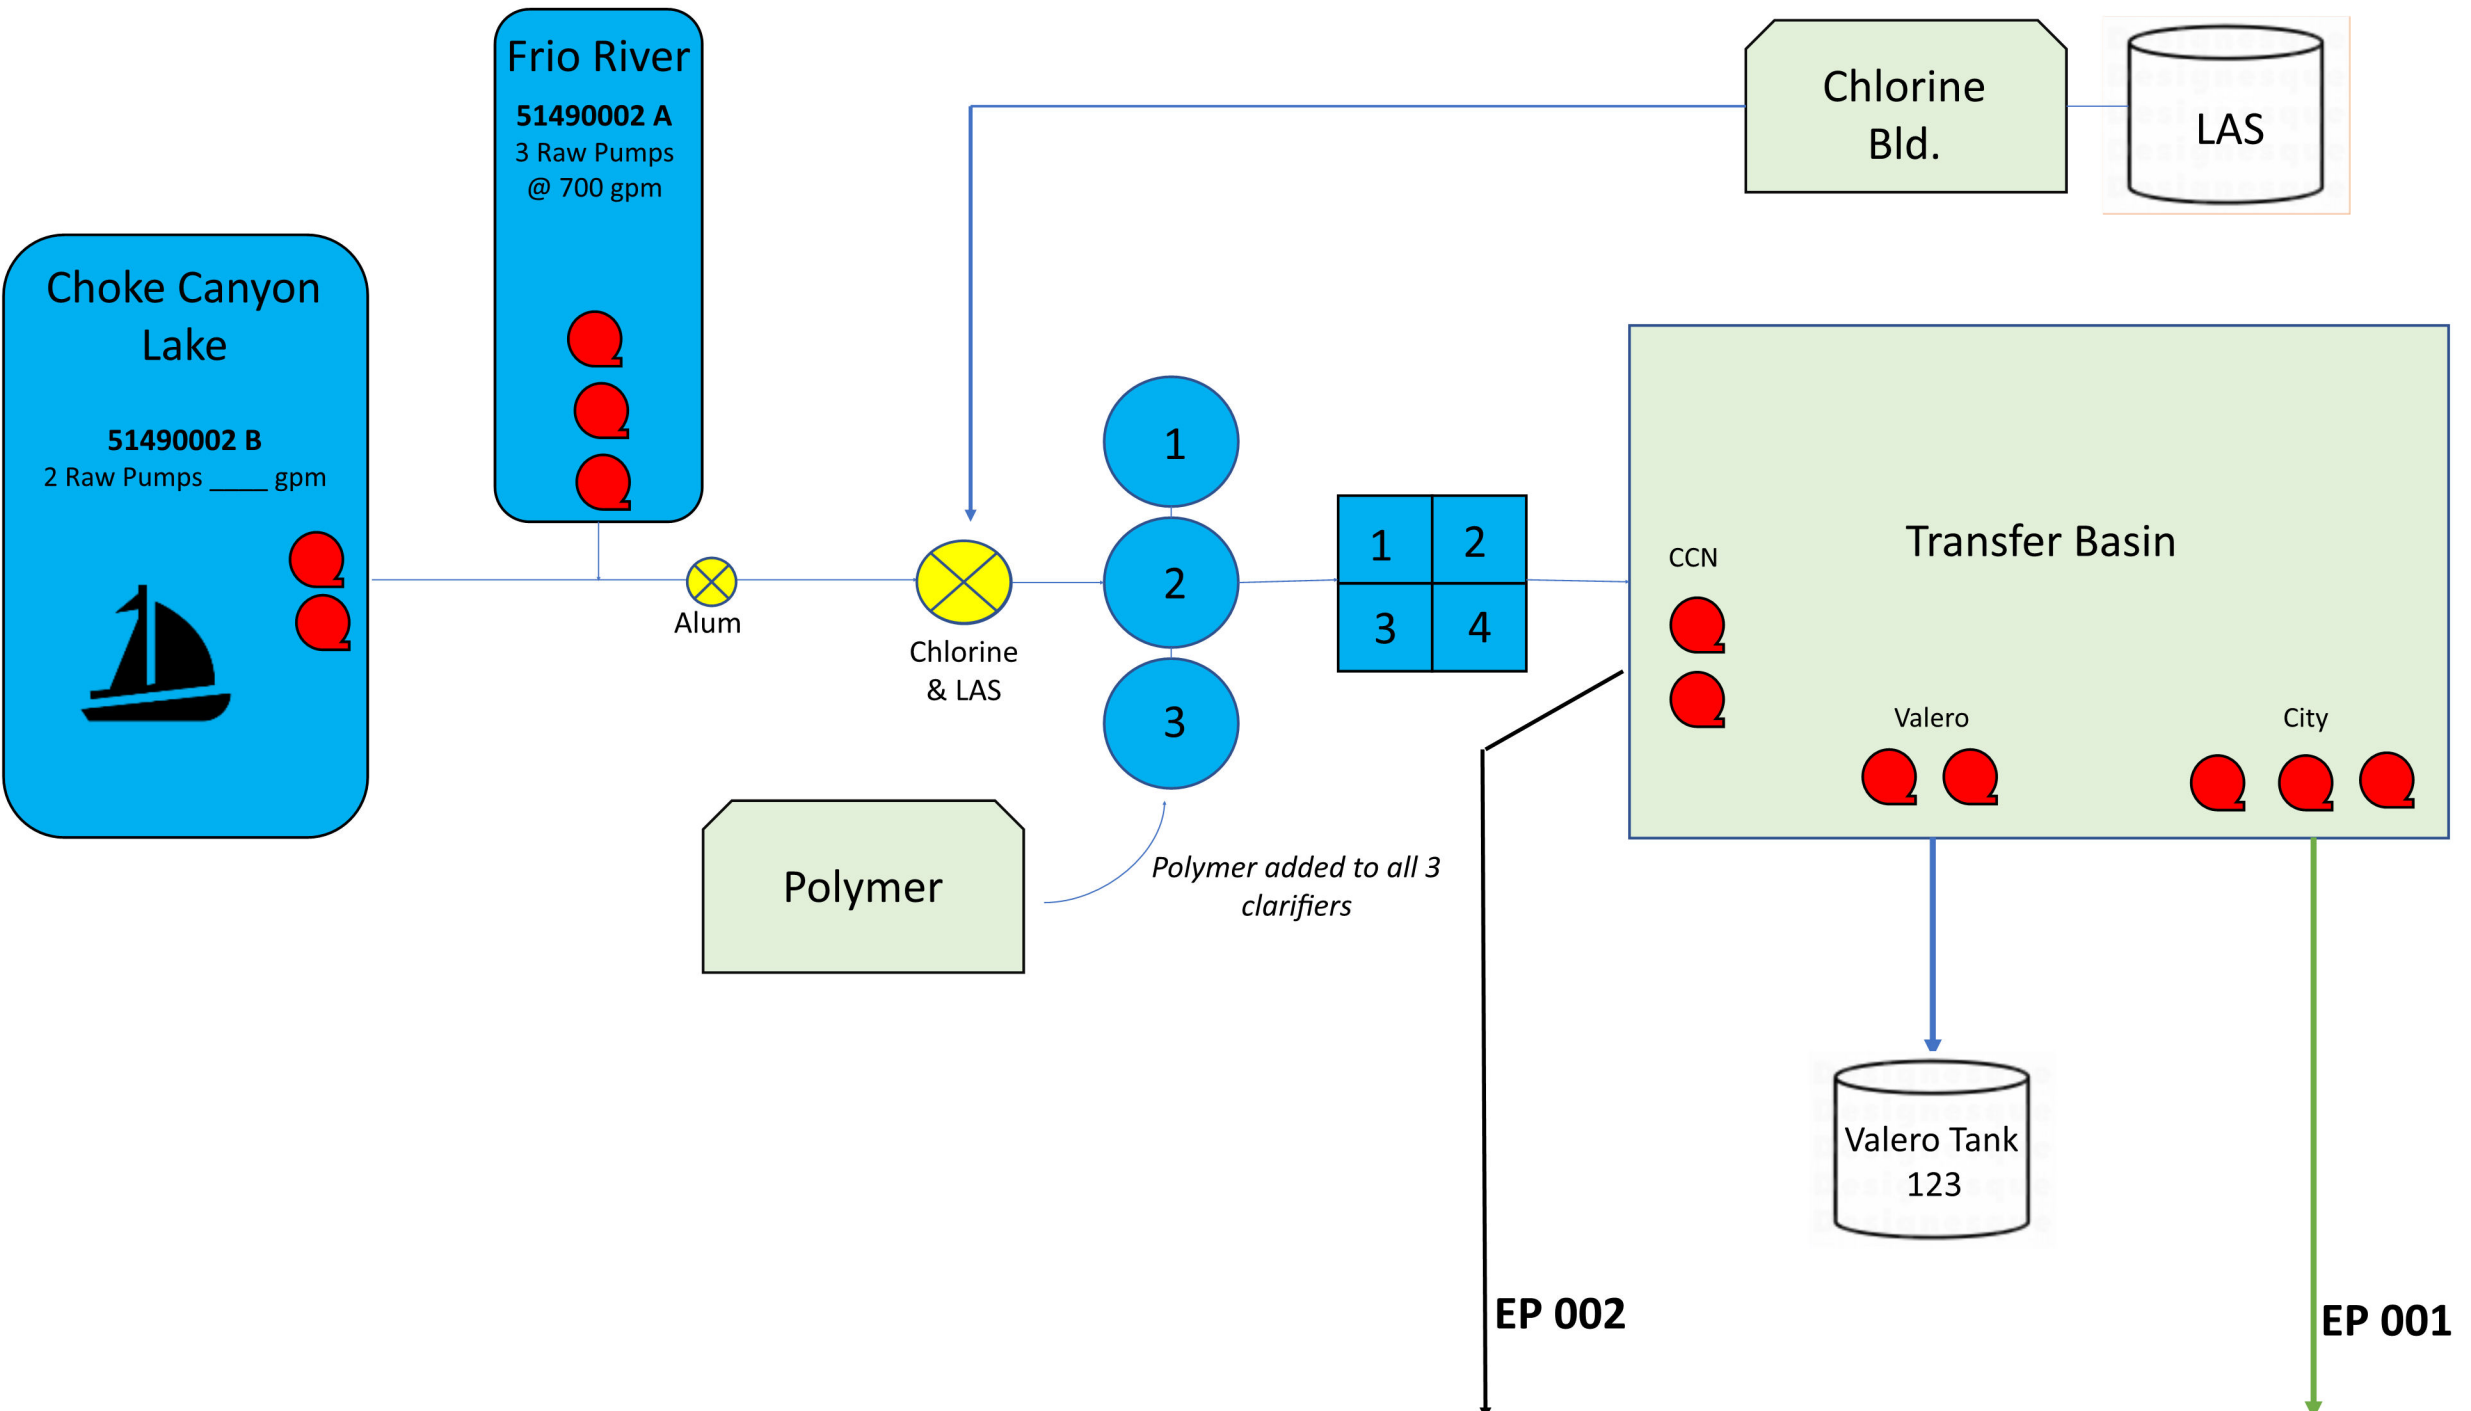 Frio River
51490002 A
3 Raw Pumps
@ 700 gpm
Chlorine
Bld.
LAS
Choke Canyon
Lake
51490002 B
2 Raw Pumps ____ gpm
Alum
Chlorine
& LAS
1
2
3
1 2
3 4
Transfer Basin
CCN
Valero
City
Polymer
Polymer added to all 3
clarifiers
Valero Tank
123
EP 002
EP 001